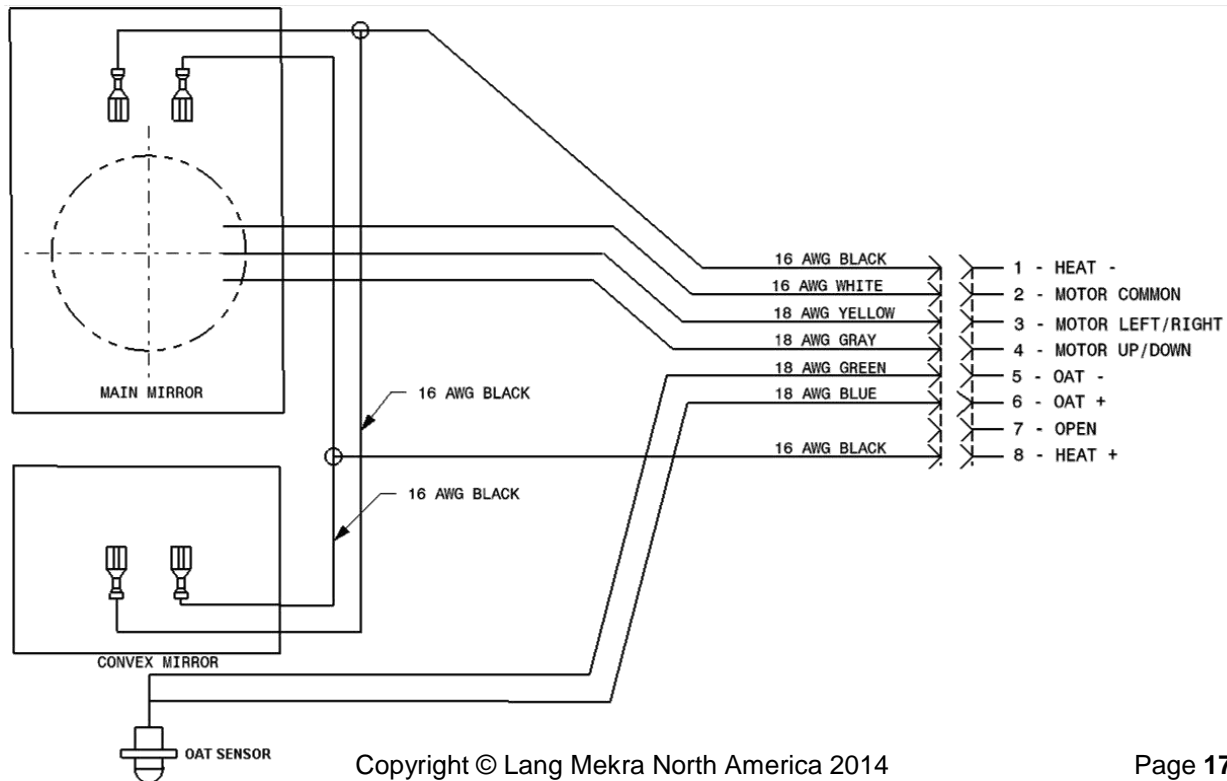 16 AWG BLACK
1 - HEAT -
16 AWG WHITE
2 - MOTOR COMMON
18 AWG YELLOW
3 - MOTOR LEFT/RIGHT
18 AWG GRAY
4 - MOTOR UP/DOWN
18 AWG GREEN
5 - OAT -
18 AWG BLUE
6 - OAT +
7 - OPEN
16 AWG BLACK
8 - HEAT +
MAIN MIRROR
16 AWG BLACK
16 AWG BLACK
CONVEX MIRROR
OAT SENSOR
Copyright © Lang Mekra North America 2014
Page 17